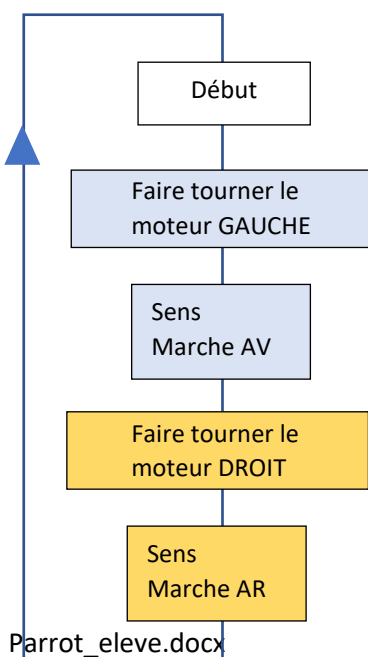 Début
Faire tourner le
moteur GAUCHE
Sens
Marche AV
Faire tourner le
moteur DROIT
Sens
Marche AR
Parrot_eleve.docx